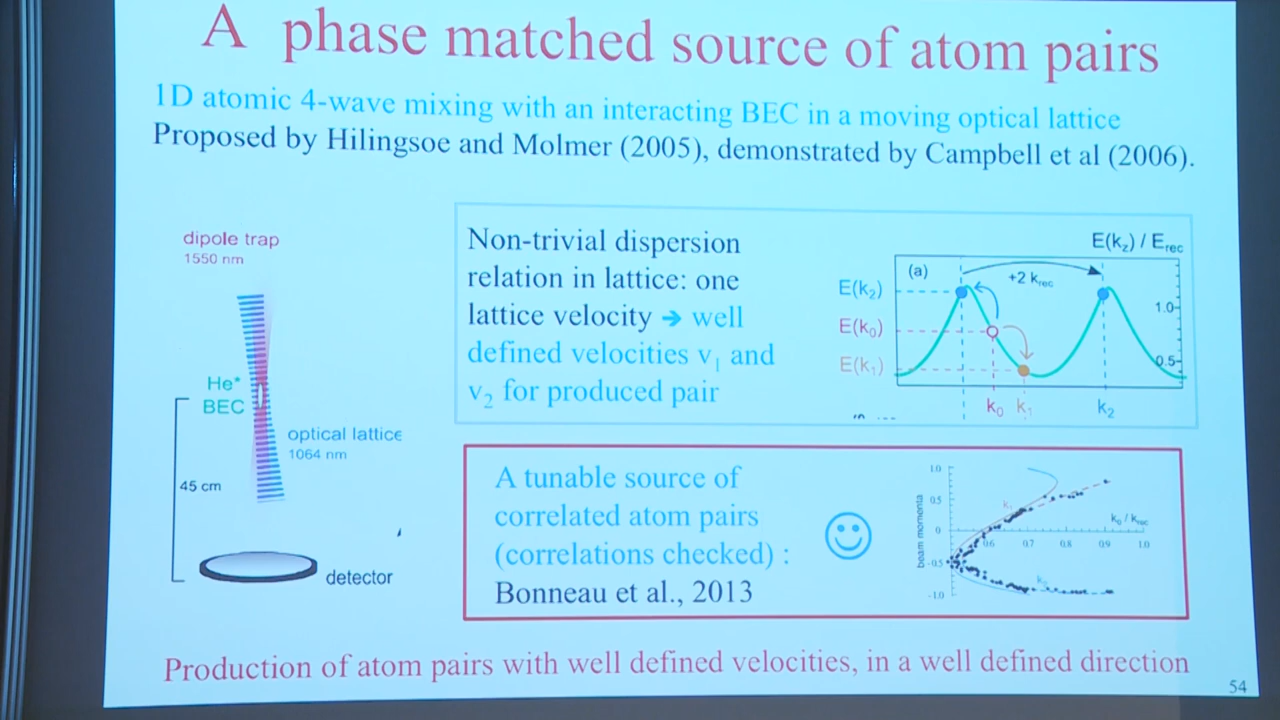 A phase matched source of atom pairs
1D atomic 4-wave mixing with an interacting BEC in a moving optical lattice
Proposed by Hilingsoe and Molmer (2005), demonstrated by Campbell et al (2006).
dipole trap
1550 nm
He*
BEC
optical lattice
1064 nm
45 cm
detector
Non-trivial dispersion
relation in lattice: one
lattice velocity ➔ well
defined velocities v₁ and
v₂ for produced pair
E(k_z) / E_rec
(a)
+2 k_rec
E(k₂)
E(k₀)
E(k₁)
1.0
0.5
k₀ k₁ k₂
A tunable source of
correlated atom pairs
(correlations checked) :
Bonneau et al., 2013
beam momenta
1.0
0.5
0
-0.5
-1.0
k₀ / k_rec
0.6 0.7 0.8 0.9 1.0
Production of atom pairs with well defined velocities, in a well defined direction
54